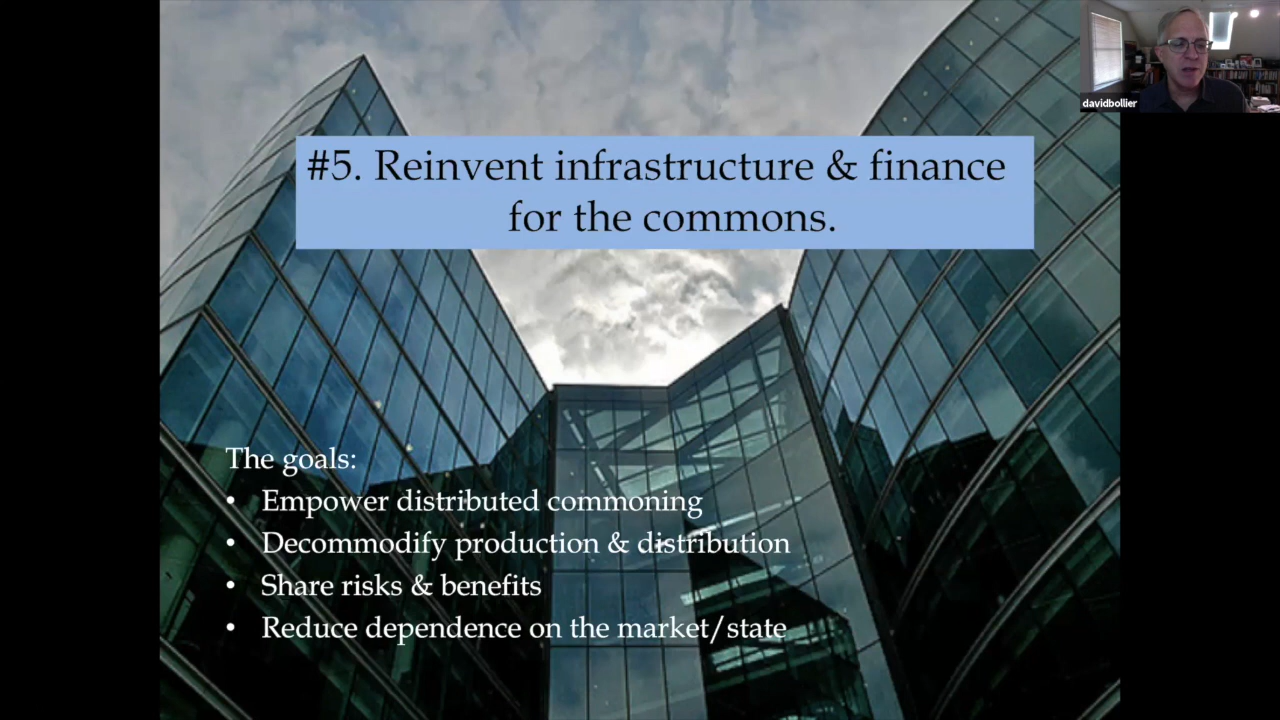 davidbollier
#5. Reinvent infrastructure & finance
for the commons.
The goals:
• Empower distributed commoning
• Decommodify production & distribution
• Share risks & benefits
• Reduce dependence on the market/state